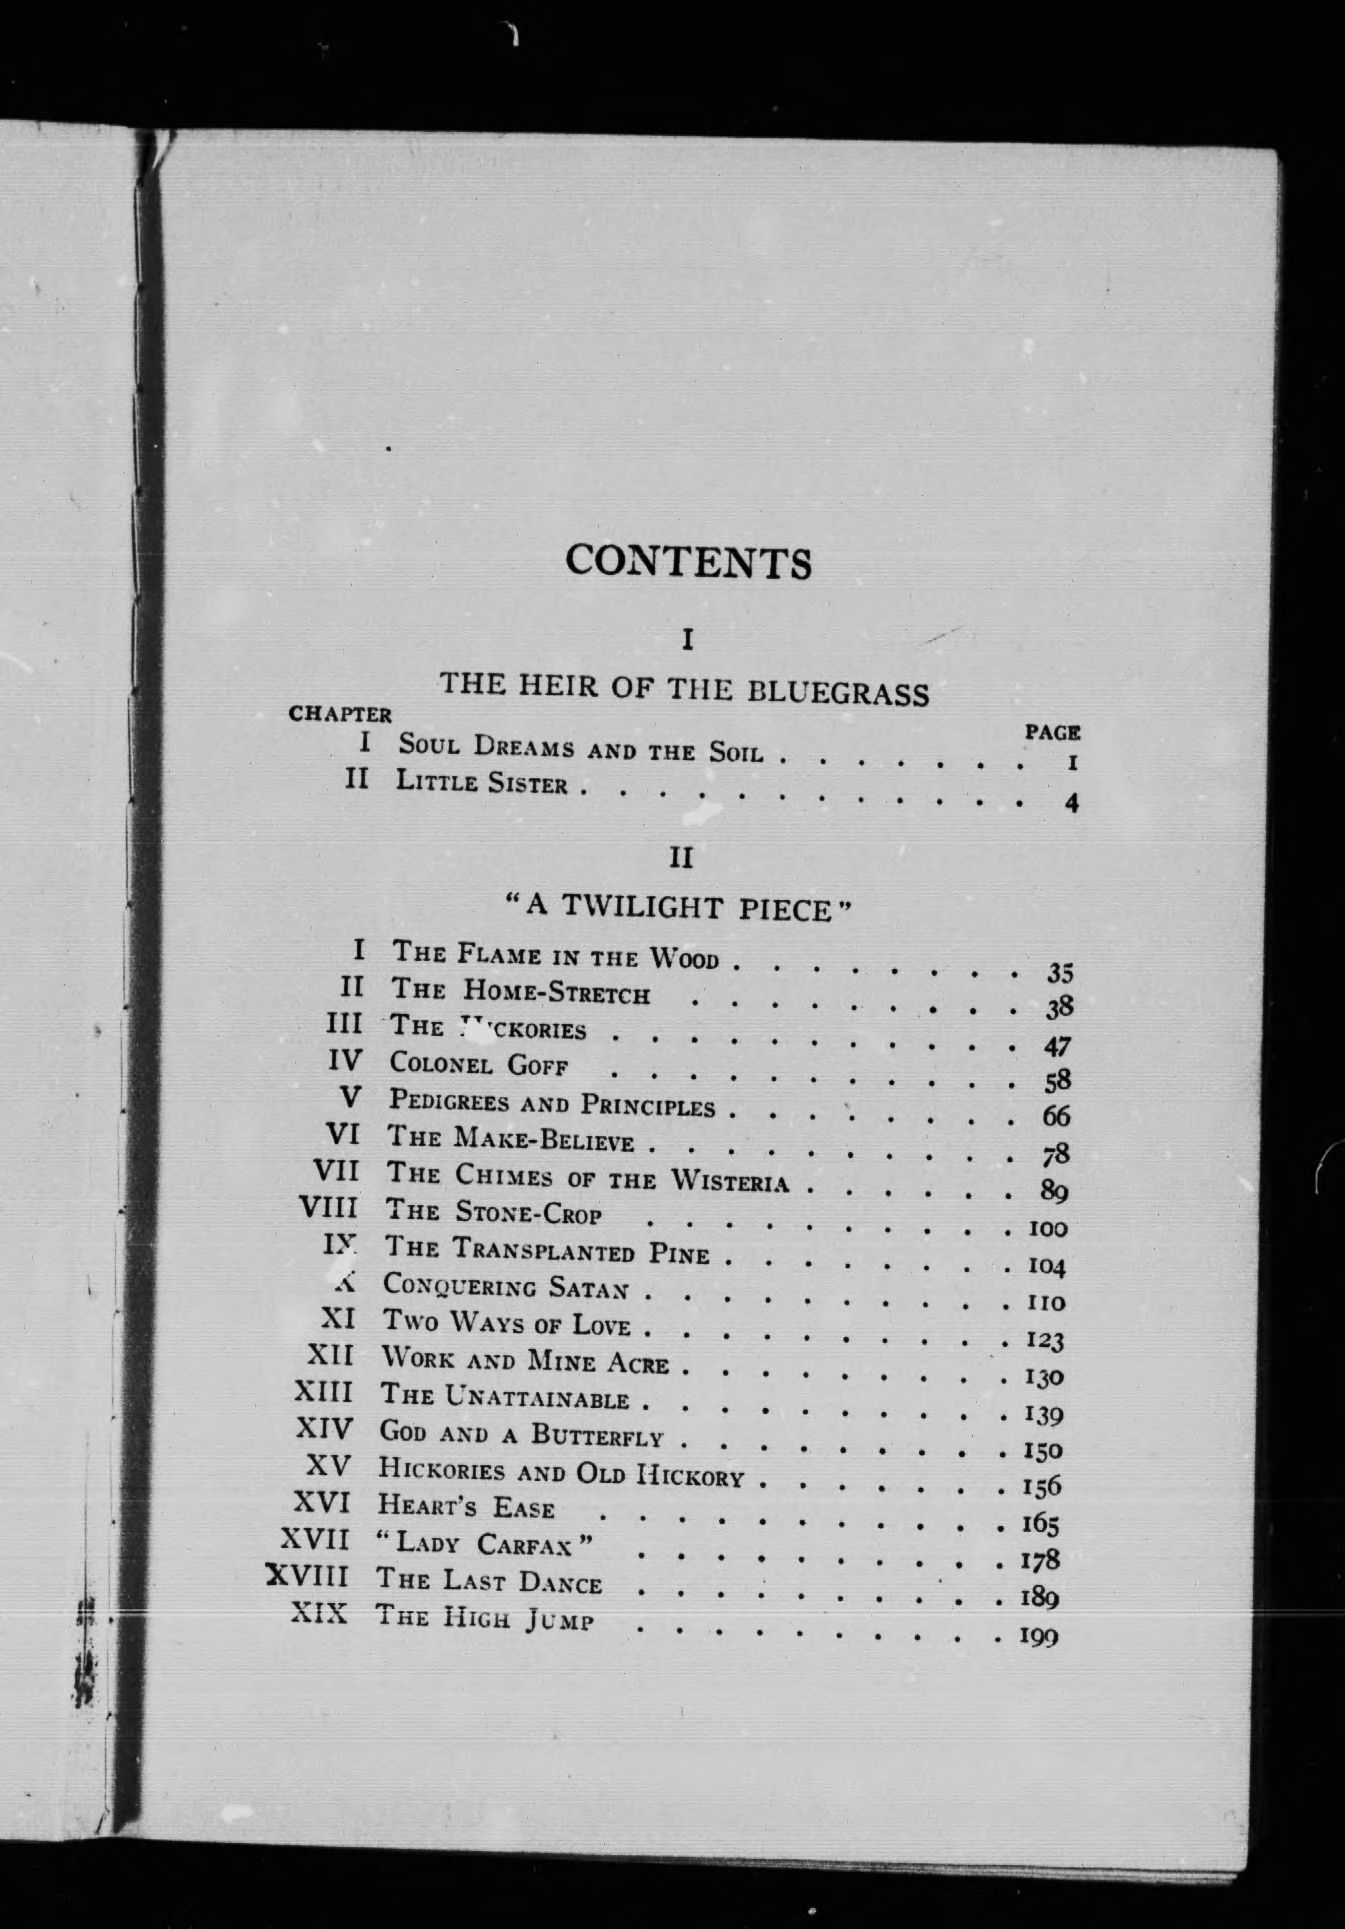 CONTENTS
I
THE HEIR OF THE BLUEGRASS
CHAPTER PAGE
I SOUL DREAMS AND THE SOIL . . . . . . . 1
II LITTLE SISTER . . . . . . . . . . . . 4
II
"A TWILIGHT PIECE"
I THE FLAME IN THE WOOD . . . . . . . . 35
II THE HOME-STRETCH . . . . . . . . . 38
III THE HICKORIES . . . . . . . . . . . 47
IV COLONEL GOFF . . . . . . . . . . . 58
V PEDIGREES AND PRINCIPLES . . . . . . . . 66
VI THE MAKE-BELIEVE . . . . . . . . . . 78
VII THE CHIMES OF THE WISTERIA . . . . . . 89
VIII THE STONE-CROP . . . . . . . . . . 100
IX THE TRANSPLANTED PINE . . . . . . . . 104
X CONQUERING SATAN . . . . . . . . . . 110
XI TWO WAYS OF LOVE . . . . . . . . . . 123
XII WORK AND MINE ACRE . . . . . . . . . 130
XIII THE UNATTAINABLE . . . . . . . . . . 139
XIV GOD AND A BUTTERFLY . . . . . . . . . 150
XV HICKORIES AND OLD HICKORY . . . . . . . 156
XVI HEART'S EASE . . . . . . . . . . . 165
XVII "LADY CARFAX" . . . . . . . . . . 178
XVIII THE LAST DANCE . . . . . . . . . . 189
XIX THE HIGH JUMP . . . . . . . . . . 199